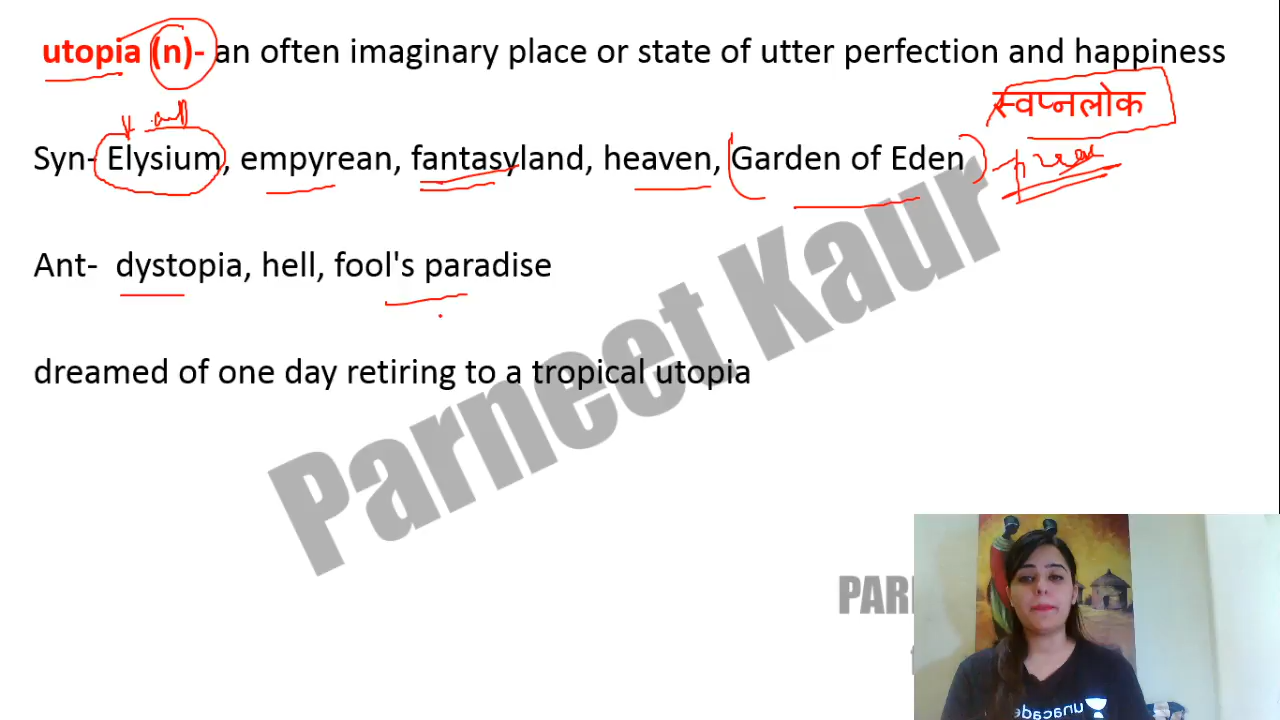 utopia (n)- an often imaginary place or state of utter perfection and happiness
स्वप्नलोक
Syn- Elysium, empyrean, fantasyland, heaven, Garden of Eden
Ant- dystopia, hell, fool's paradise
dreamed of one day retiring to a tropical utopia
Parneet Kaur
PAR
unacade